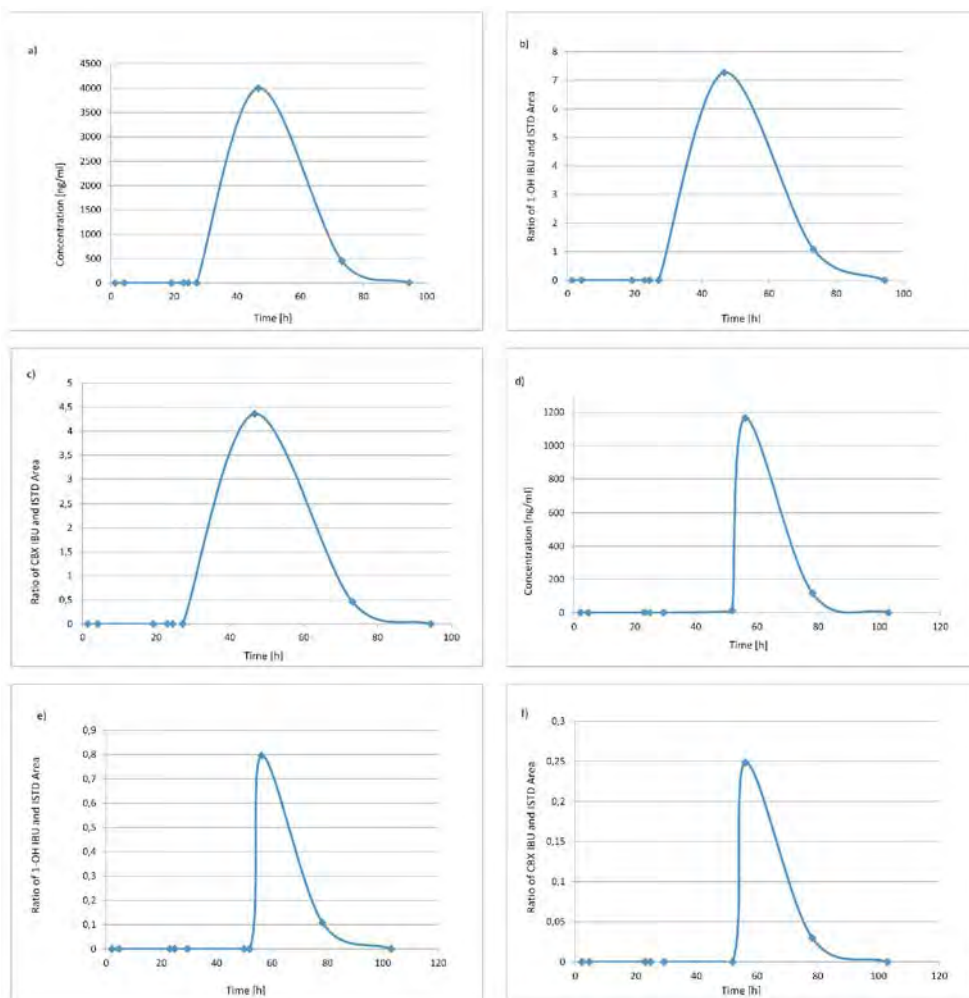 a)
Concentration [ng/ml]
4500
4000
3500
3000
2500
2000
1500
1000
500
0
0 20 40 60 80 100
Time [h]
b)
Ratio of 1-OH IBU and ISTD Area
8
7
6
5
4
3
2
1
0
0 20 40 60 80 100
Time [h]
c)
Ratio of CBX IBU and ISTD Area
5
4,5
4
3,5
3
2,5
2
1,5
1
0,5
0
0 20 40 60 80 100
Time [h]
d)
Concentration [ng/ml]
1200
1000
800
600
400
200
0
0 20 40 60 80 100 120
Time [h]
e)
Ratio of 1-OH IBU and ISTD Area
0,9
0,8
0,7
0,6
0,5
0,4
0,3
0,2
0,1
0
0 20 40 60 80 100 120
Time [h]
f)
Ratio of CBX IBU and ISTD Area
0,3
0,25
0,2
0,15
0,1
0,05
0
0 20 40 60 80 100 120
Time [h]